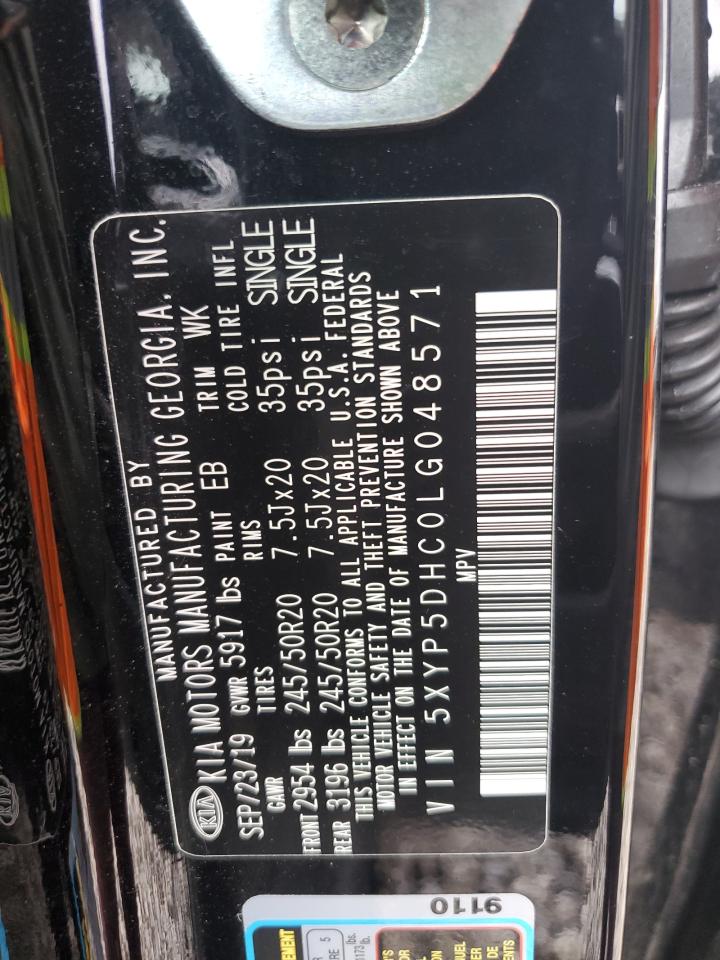 MANUFACTURED BY
KIA KIA MOTORS MANUFACTURING GEORGIA, INC.
SEP/23/19 GVWR 5917 lbs PAINT EB TRIM WK
GAWR TIRES RIMS COLD TIRE INFL
FRONT 2954 lbs 245/50R20 7.5Jx20 35psi SINGLE
REAR 3196 lbs 245/50R20 7.5Jx20 35psi SINGLE
THIS VEHICLE CONFORMS TO ALL APPLICABLE U.S.A. FEDERAL
MOTOR VEHICLE SAFETY AND THEFT PREVENTION STANDARDS
IN EFFECT ON THE DATE OF MANUFACTURE SHOWN ABOVE
VIN 5XYP5DHC0LG048571
MPV
9110